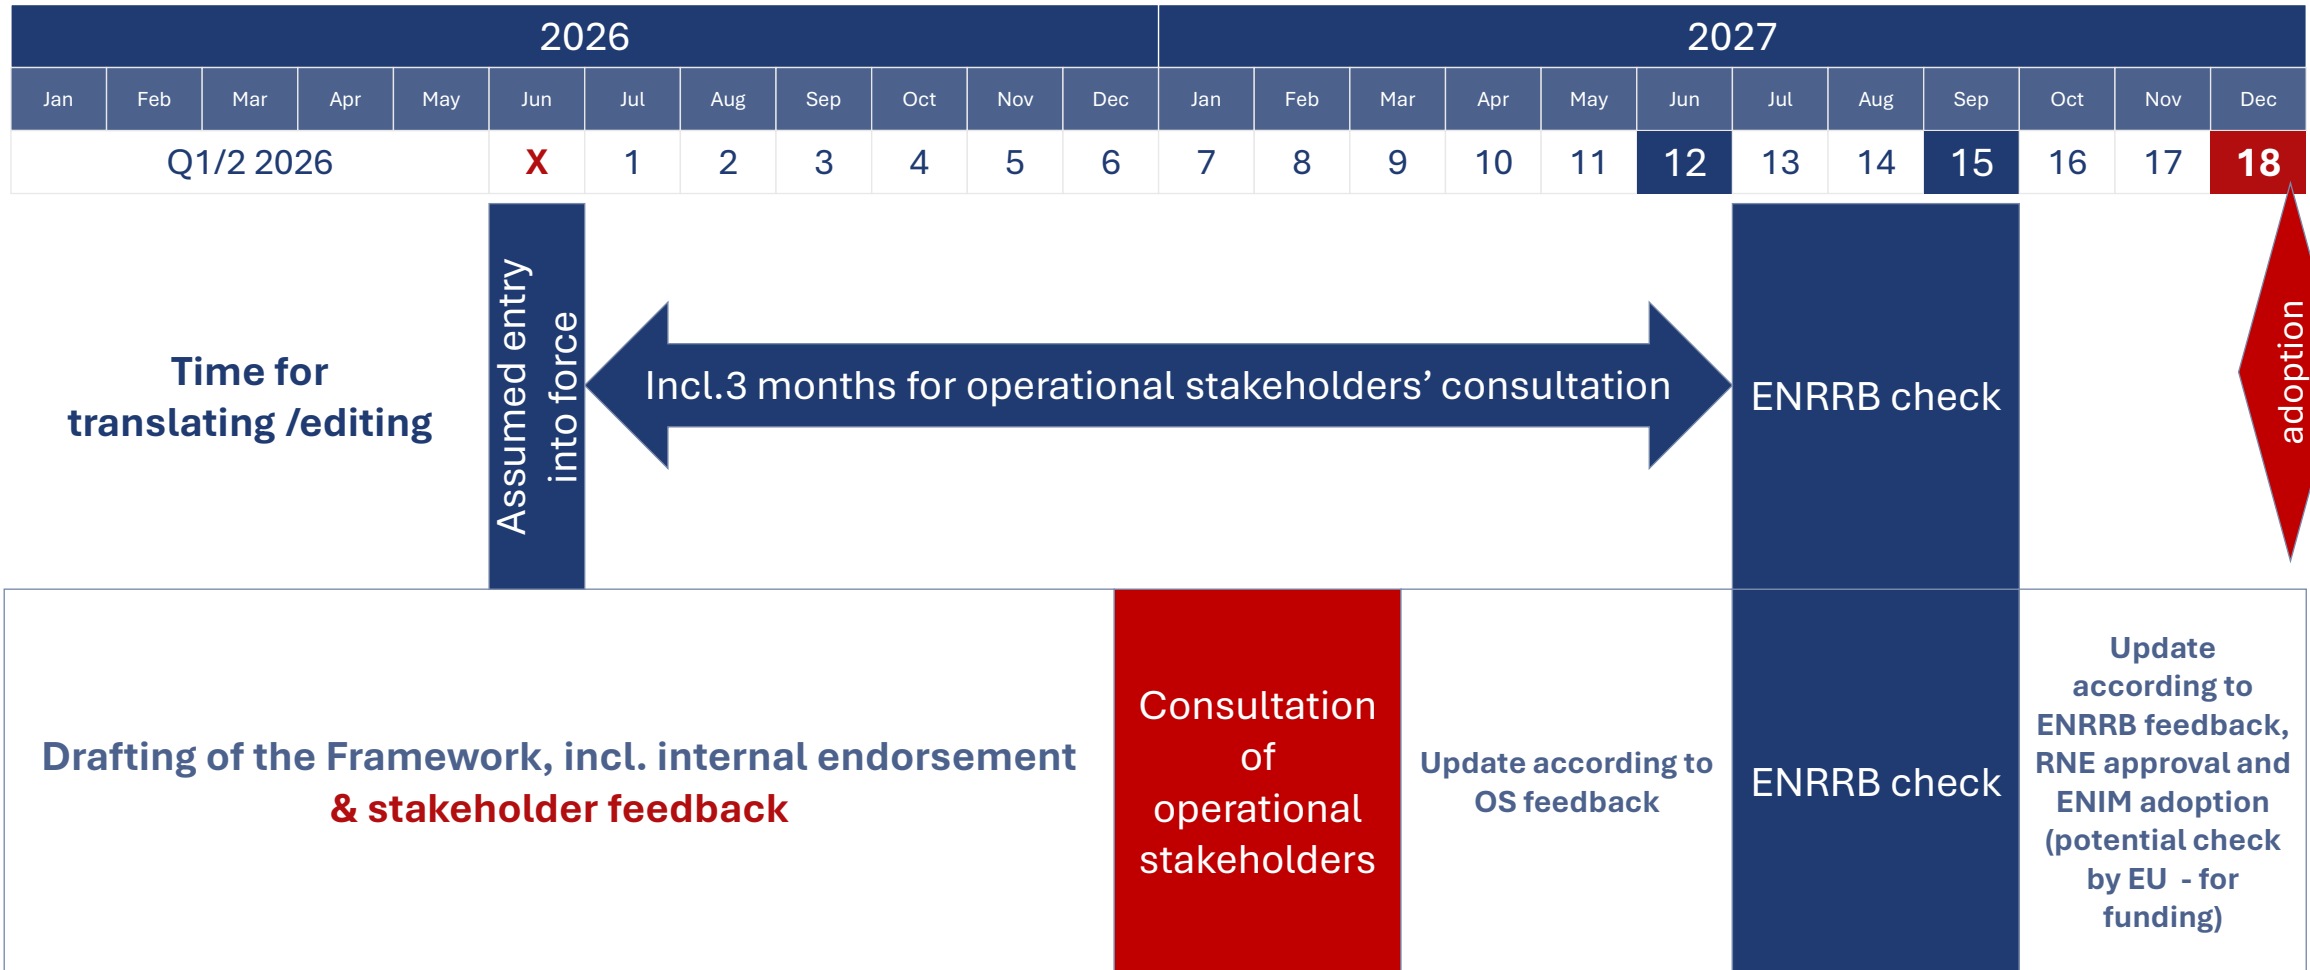 2026 2027
Jan Feb Mar Apr May Jun Jul Aug Sep Oct Nov Dec Jan Feb Mar Apr May Jun Jul Aug Sep Oct Nov Dec
Q1/2 2026 X 1 2 3 4 5 6 7 8 9 10 11 12 13 14 15 16 17 18
Time for
translating /editing
Assumed entry
into force
Incl.3 months for operational stakeholders’ consultation
ENRRB check
adoption
Drafting of the Framework, incl. internal endorsement
& stakeholder feedback
Consultation
of
operational
stakeholders
Update according to
OS feedback
ENRRB check
Update
according to
ENRRB feedback,
RNE approval and
ENIM adoption
(potential check
by EU - for
funding)